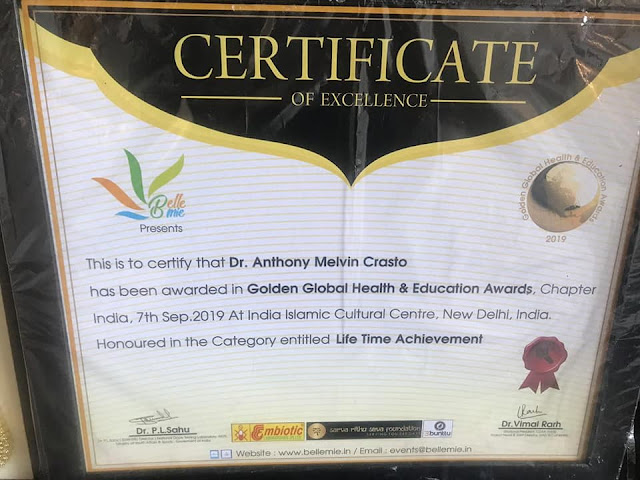 CERTIFICATE
OF EXCELLENCE
Belle
mie
Presents
Golden Global Health & Education Awards
2019
This is to certify that Dr. Anthony Melvin Crasto
has been awarded in Golden Global Health & Education Awards, Chapter
India, 7th Sep.2019 At India Islamic Cultural Centre, New Delhi, India.
Honoured in the Category entitled Life Time Achievement
Dr. P.L.Sahu
Embiotic
Dr.Vimal Rarh
Website : www.bellemie.in / Email ; events@bellemie.in